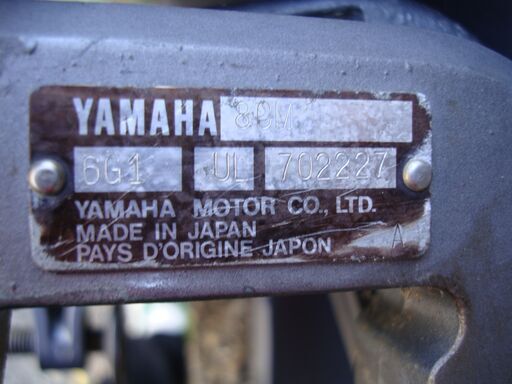 YAMAHA 8CM
6G1 UL 702227
YAMAHA MOTOR CO., LTD.
MADE IN JAPAN
PAYS D'ORIGINE JAPON A